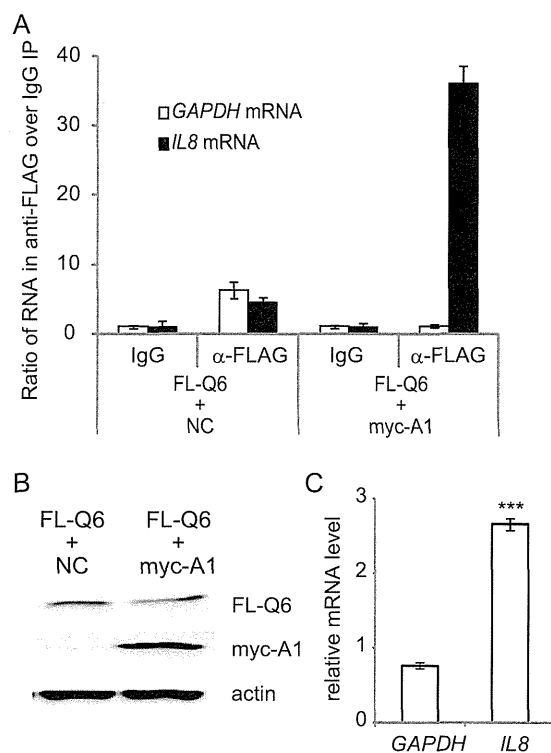 A
Ratio of RNA in anti-FLAG over IgG IP
40
30
20
10
0
GAPDH mRNA
IL8 mRNA
IgG
α-FLAG
IgG
α-FLAG
FL-Q6
+
NC
FL-Q6
+
myc-A1
B
FL-Q6
+
NC
FL-Q6
+
myc-A1
FL-Q6
myc-A1
actin
C
relative mRNA level
3
2
1
0
***
GAPDH
IL8